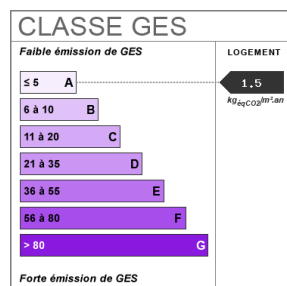 CLASSE GES
Faible émission de GES
LOGEMENT
≤ 5 A
1.5
kgéqCO2/m².an
6 à 10 B
11 à 20 C
21 à 35 D
36 à 55 E
56 à 80 F
> 80 G
Forte émission de GES